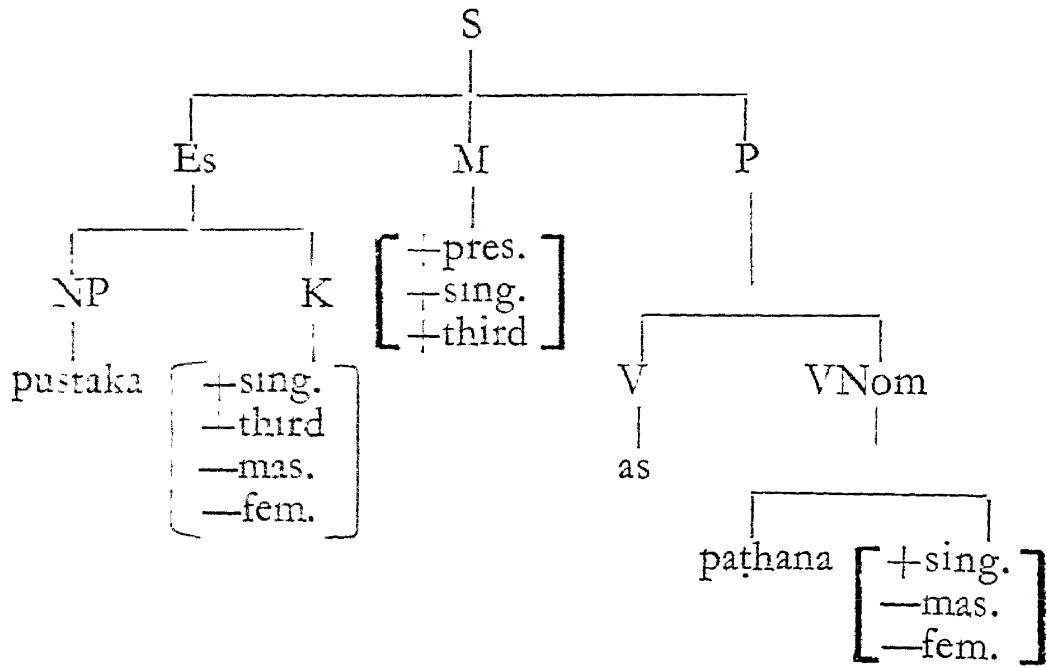 S
Es M P
NP K
+pres.
+sing.
+third
pustaka
+sing.
+third
—mas.
—fem.
V VNom
as
paṭhana
+sing.
—mas.
—fem.